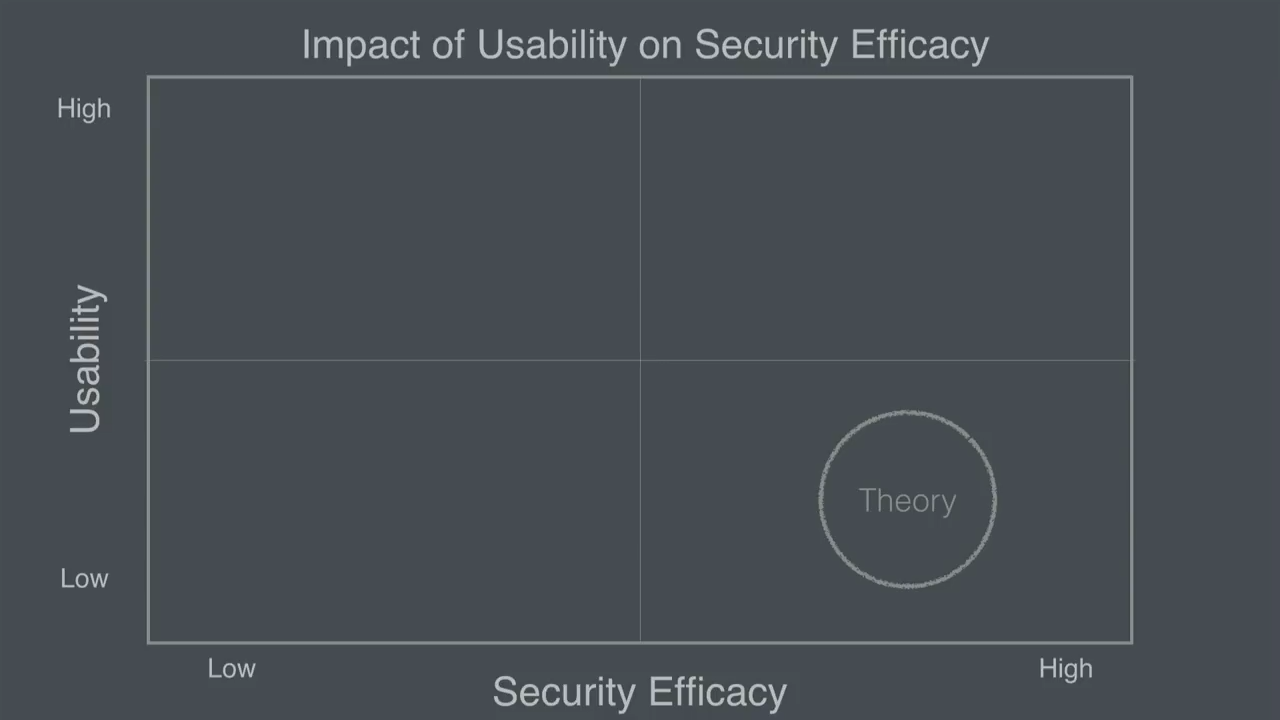 Impact of Usability on Security Efficacy
High
Usability
Theory
Low
Low
High
Security Efficacy